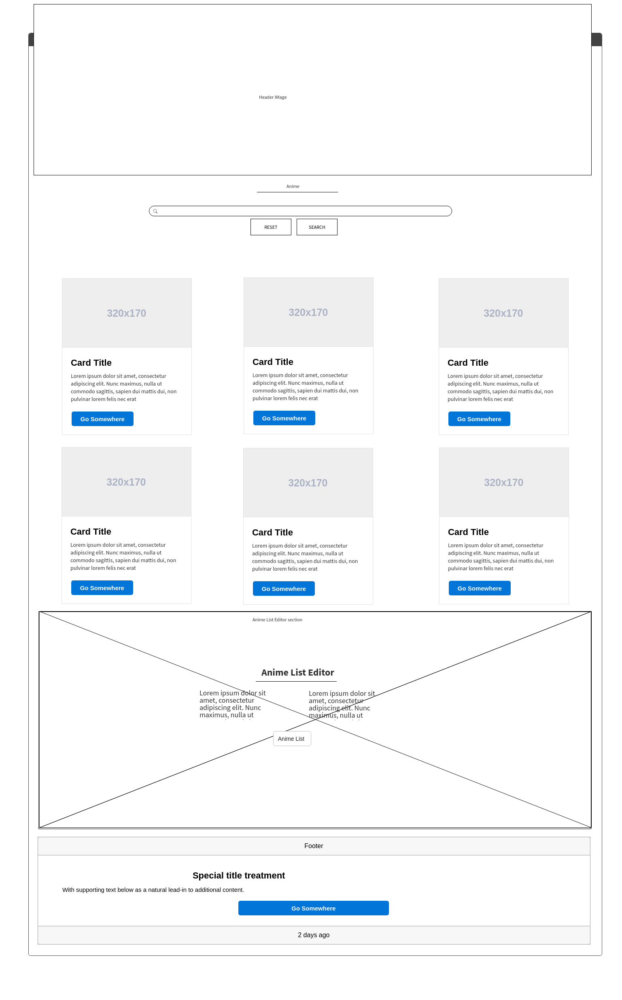 Header IMage
Anime
RESET
SEARCH
320x170
Card Title
Lorem ipsum dolor sit amet, consectetur
adipiscing elit. Nunc maximus, nulla ut
commodo sagittis, sapien dui mattis dui, non
pulvinar lorem felis nec erat
Go Somewhere
320x170
Card Title
Lorem ipsum dolor sit amet, consectetur
adipiscing elit. Nunc maximus, nulla ut
commodo sagittis, sapien dui mattis dui, non
pulvinar lorem felis nec erat
Go Somewhere
320x170
Card Title
Lorem ipsum dolor sit amet, consectetur
adipiscing elit. Nunc maximus, nulla ut
commodo sagittis, sapien dui mattis dui, non
pulvinar lorem felis nec erat
Go Somewhere
320x170
Card Title
Lorem ipsum dolor sit amet, consectetur
adipiscing elit. Nunc maximus, nulla ut
commodo sagittis, sapien dui mattis dui, non
pulvinar lorem felis nec erat
Go Somewhere
320x170
Card Title
Lorem ipsum dolor sit amet, consectetur
adipiscing elit. Nunc maximus, nulla ut
commodo sagittis, sapien dui mattis dui, non
pulvinar lorem felis nec erat
Go Somewhere
320x170
Card Title
Lorem ipsum dolor sit amet, consectetur
adipiscing elit. Nunc maximus, nulla ut
commodo sagittis, sapien dui mattis dui, non
pulvinar lorem felis nec erat
Go Somewhere
Anime List Editor section
Anime List Editor
Lorem ipsum dolor sit
amet, consectetur
adipiscing elit. Nunc
maximus, nulla ut
Lorem ipsum dolor sit
amet, consectetur
adipiscing elit. Nunc
maximus, nulla ut
Anime List
Footer
Special title treatment
With supporting text below as a natural lead-in to additional content.
Go Somewhere
2 days ago